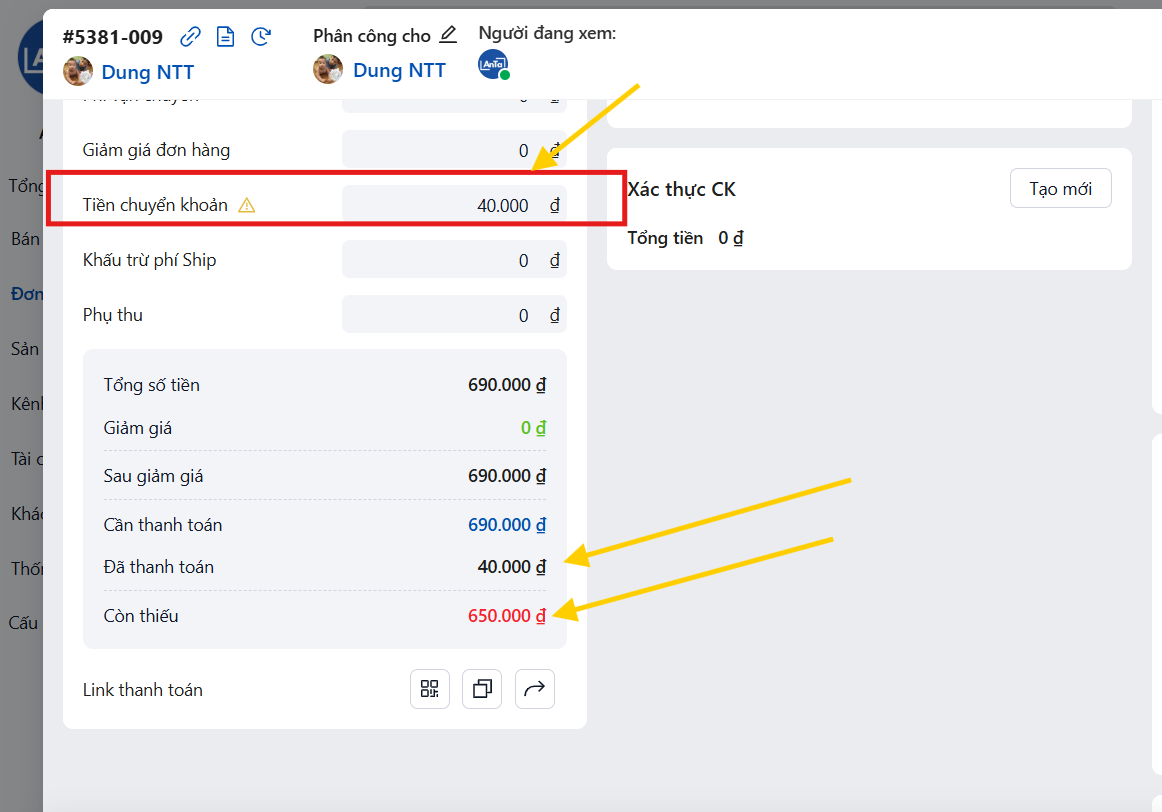 #5381-009
Phân công cho
Người đang xem:
Dung NTT
Dung NTT
LAnTa
Tổng
Bán
Đơn
Sản
Kênh
Tài c
Khác
Thốn
Cấu
Phí vận chuyển 0 ₫
Giảm giá đơn hàng 0 ₫
Tiền chuyển khoản 40.000 ₫
Khấu trừ phí Ship 0 ₫
Phụ thu 0 ₫
Tổng số tiền 690.000 ₫
Giảm giá 0 ₫
Sau giảm giá 690.000 ₫
Cần thanh toán 690.000 ₫
Đã thanh toán 40.000 ₫
Còn thiếu 650.000 ₫
Link thanh toán
Xác thực CK
Tạo mới
Tổng tiền 0 ₫